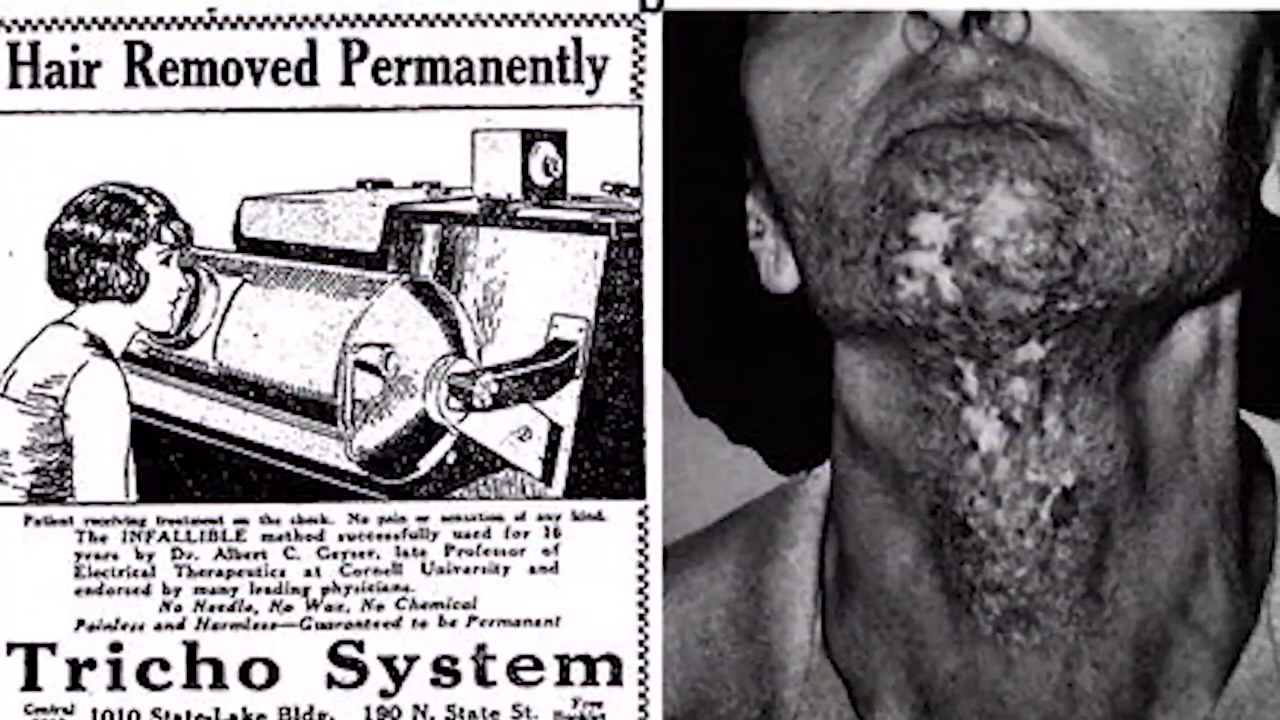 b
Hair Removed Permanently
Patient receiving treatment on the cheek. No pain or sensation of any kind.
The INFALLIBLE method successfully used for 16
years by Dr. Albert C. Geyser, late Professor of
Electrical Therapeutics at Cornell University and
endorsed by many leading physicians.
No Needle, No Wax, No Chemical
Painless and Harmless—Guaranteed to be Permanent
Tricho System
Central 1010 State-Lake Bldg. 190 N. State St. Free